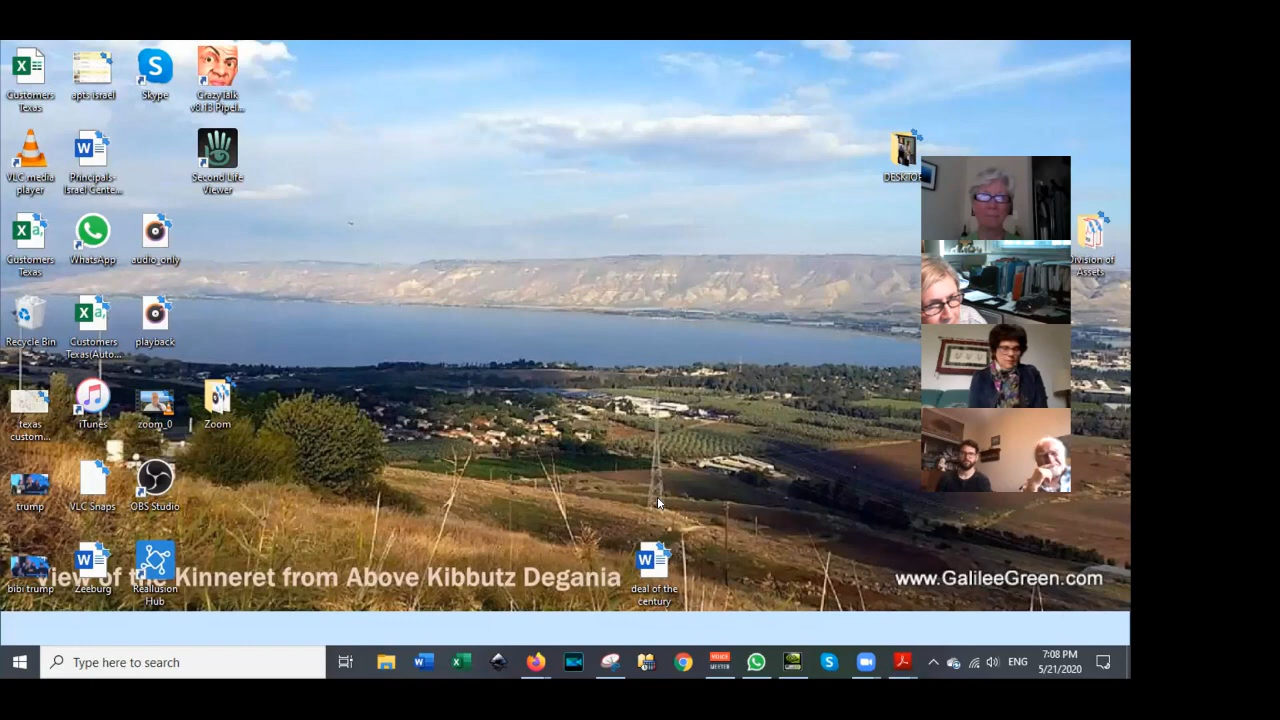 Customers
Texas
apts israel
Skype
CrazyTalk
v8.13 Pipel...
VLC media
player
Principals-
Israel Cente...
Second Life
Viewer
DESKTOP
Customers
Texas
WhatsApp
audio_only
Division of
Assets
Recycle Bin
Customers
Texas(Auto...
playback
texas
custom...
iTunes
zoom_0
Zoom
trump
VLC Snaps
OBS Studio
bibi trump
Zeeburg
Reallusion
Hub
deal of the
century
View of the Kinneret from Above Kibbutz Degania
www.GalileeGreen.com
Type here to search
VOICE
MEETER
ENG
7:08 PM
5/21/2020